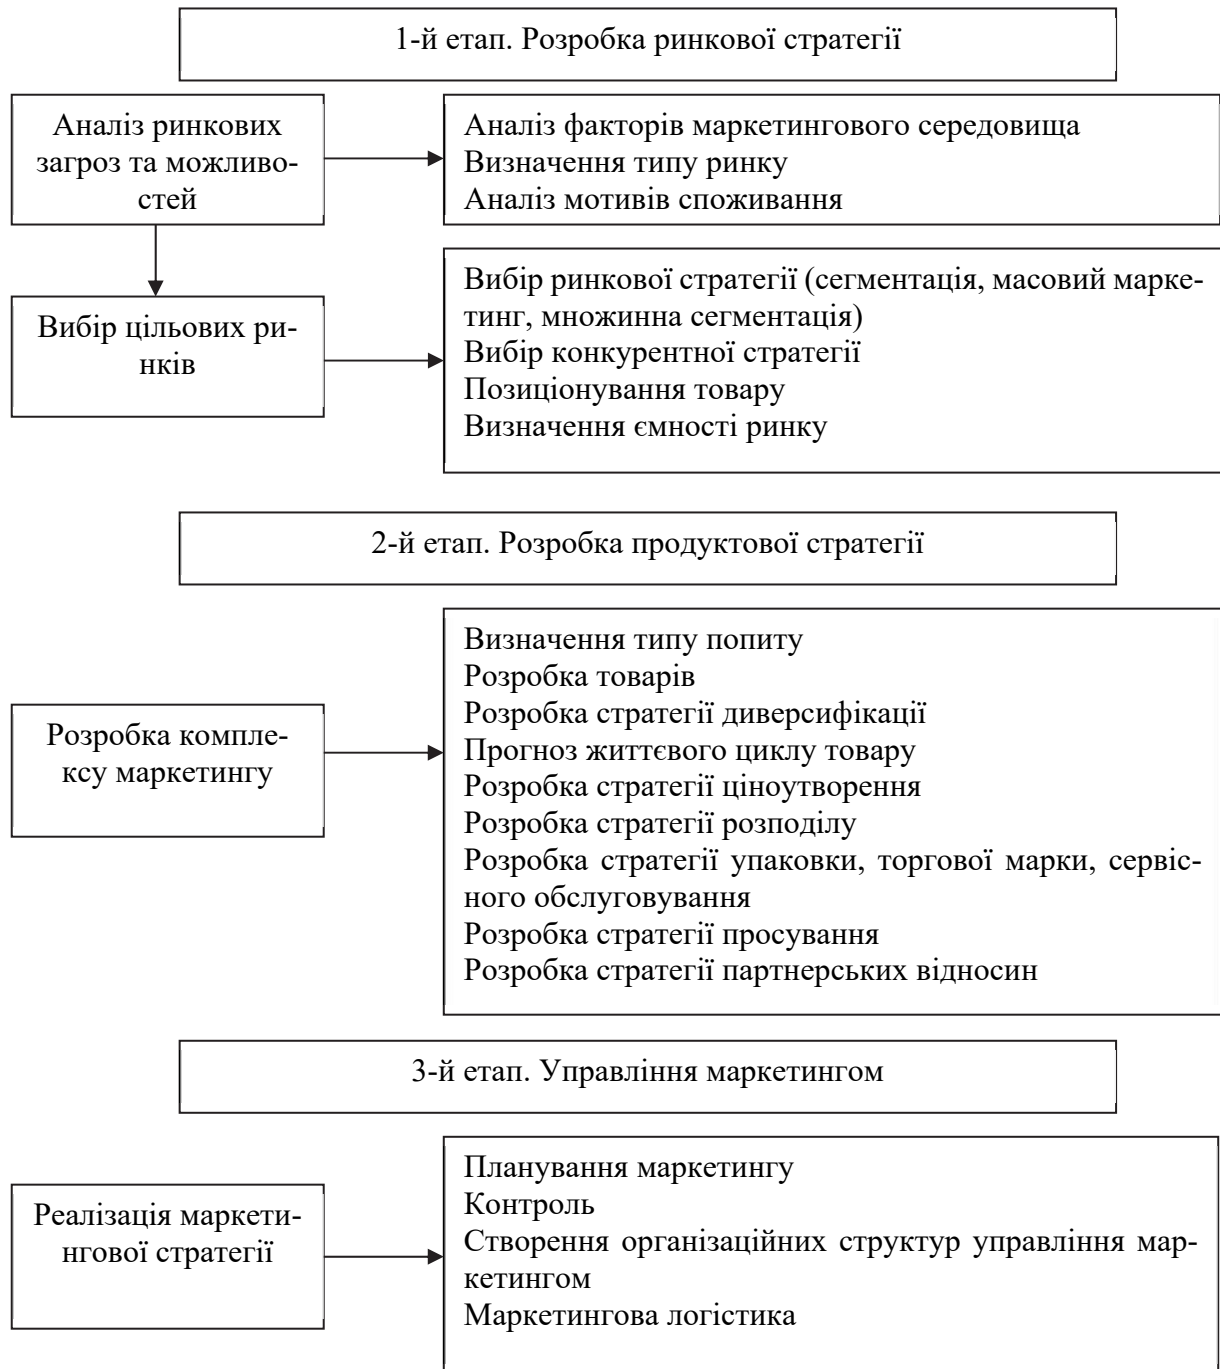 1-й етап. Розробка ринкової стратегії
Аналіз ринкових
загроз та можливо-
стей
Аналіз факторів маркетингового середовища
Визначення типу ринку
Аналіз мотивів споживання
Вибір цільових ри-
нків
Вибір ринкової стратегії (сегментація, масовий марке-
тинг, множинна сегментація)
Вибір конкурентної стратегії
Позиціонування товару
Визначення ємності ринку
2-й етап. Розробка продуктової стратегії
Розробка компле-
ксу маркетингу
Визначення типу попиту
Розробка товарів
Розробка стратегії диверсифікації
Прогноз життєвого циклу товару
Розробка стратегії ціноутворення
Розробка стратегії розподілу
Розробка стратегії упаковки, торгової марки, сервіс-
ного обслуговування
Розробка стратегії просування
Розробка стратегії партнерських відносин
3-й етап. Управління маркетингом
Реалізація маркети-
нгової стратегії
Планування маркетингу
Контроль
Створення організаційних структур управління мар-
кетингом
Маркетингова логістика